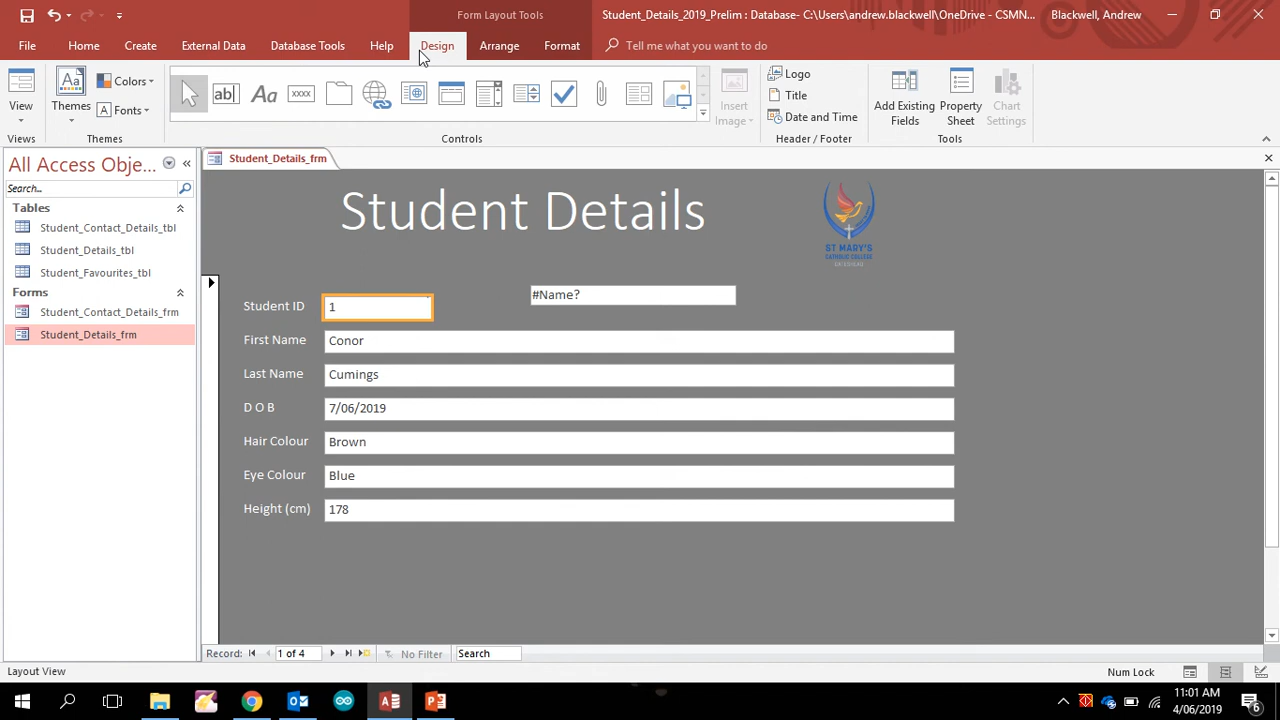 Form Layout Tools
Student_Details_2019_Prelim : Database- C:\Users\andrew.blackwell\OneDrive - CSMN...
Blackwell, Andrew
File Home Create External Data Database Tools Help Design Arrange Format Tell me what you want to do
View
Themes
Colors
Fonts
ab|
Aa
xxxx
Insert Image
Logo
Title
Date and Time
Add Existing Fields
Property Sheet
Chart Settings
Views Themes Controls Header / Footer Tools
All Access Obje...
Search...
Tables
Student_Contact_Details_tbl
Student_Details_tbl
Student_Favourites_tbl
Forms
Student_Contact_Details_frm
Student_Details_frm
Student_Details_frm
Student Details
ST MARY'S
CATHOLIC COLLEGE
#Name?
Student ID 1
First Name Conor
Last Name Cumings
D O B 7/06/2019
Hair Colour Brown
Eye Colour Blue
Height (cm) 178
Record: 1 of 4 No Filter Search
Layout View
Num Lock
11:01 AM
4/06/2019
6